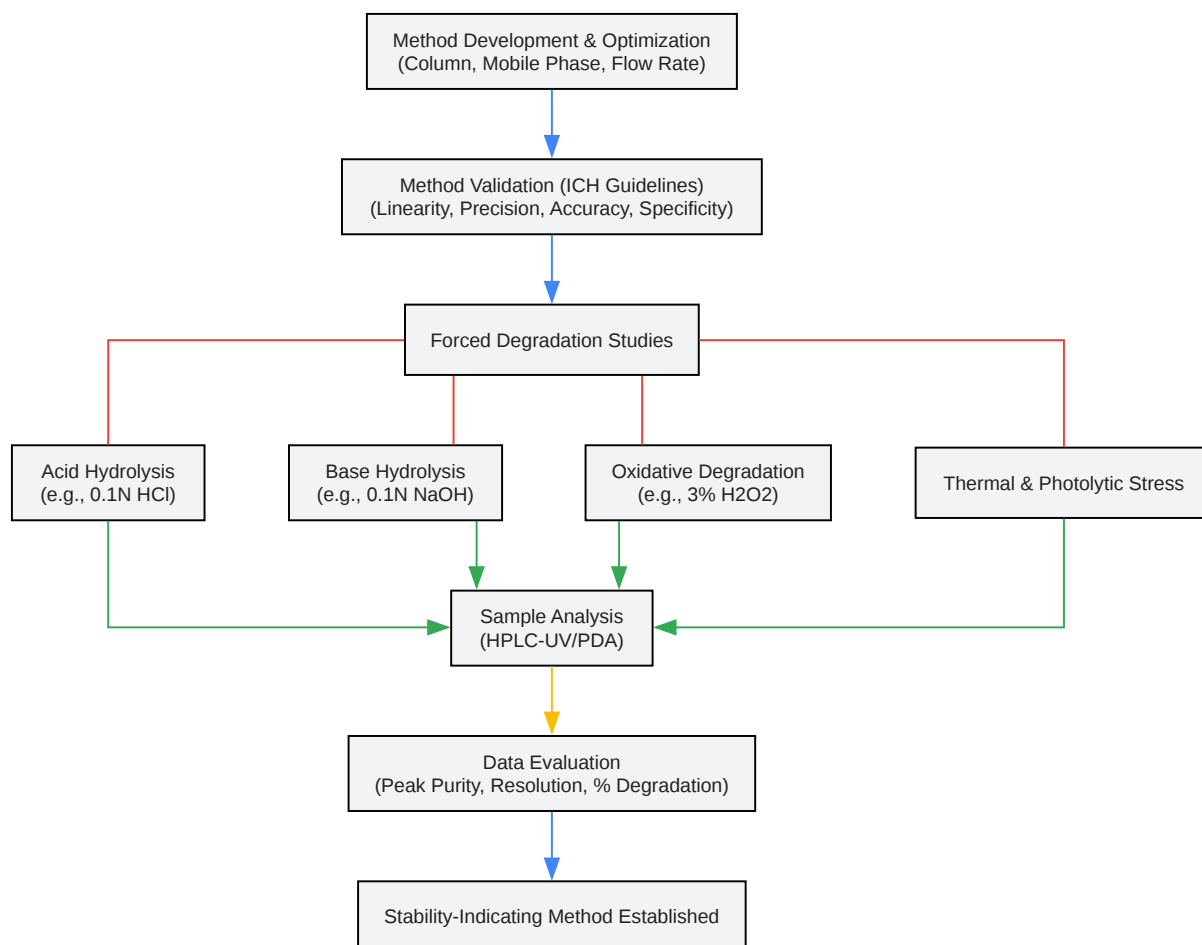 Method Development & Optimization
(Column, Mobile Phase, Flow Rate)
Method Validation (ICH Guidelines)
(Linearity, Precision, Accuracy, Specificity)
Forced Degradation Studies
Acid Hydrolysis
(e.g., 0.1N HCl)
Base Hydrolysis
(e.g., 0.1N NaOH)
Oxidative Degradation
(e.g., 3% H2O2)
Thermal & Photolytic Stress
Sample Analysis
(HPLC-UV/PDA)
Data Evaluation
(Peak Purity, Resolution, % Degradation)
Stability-Indicating Method Established